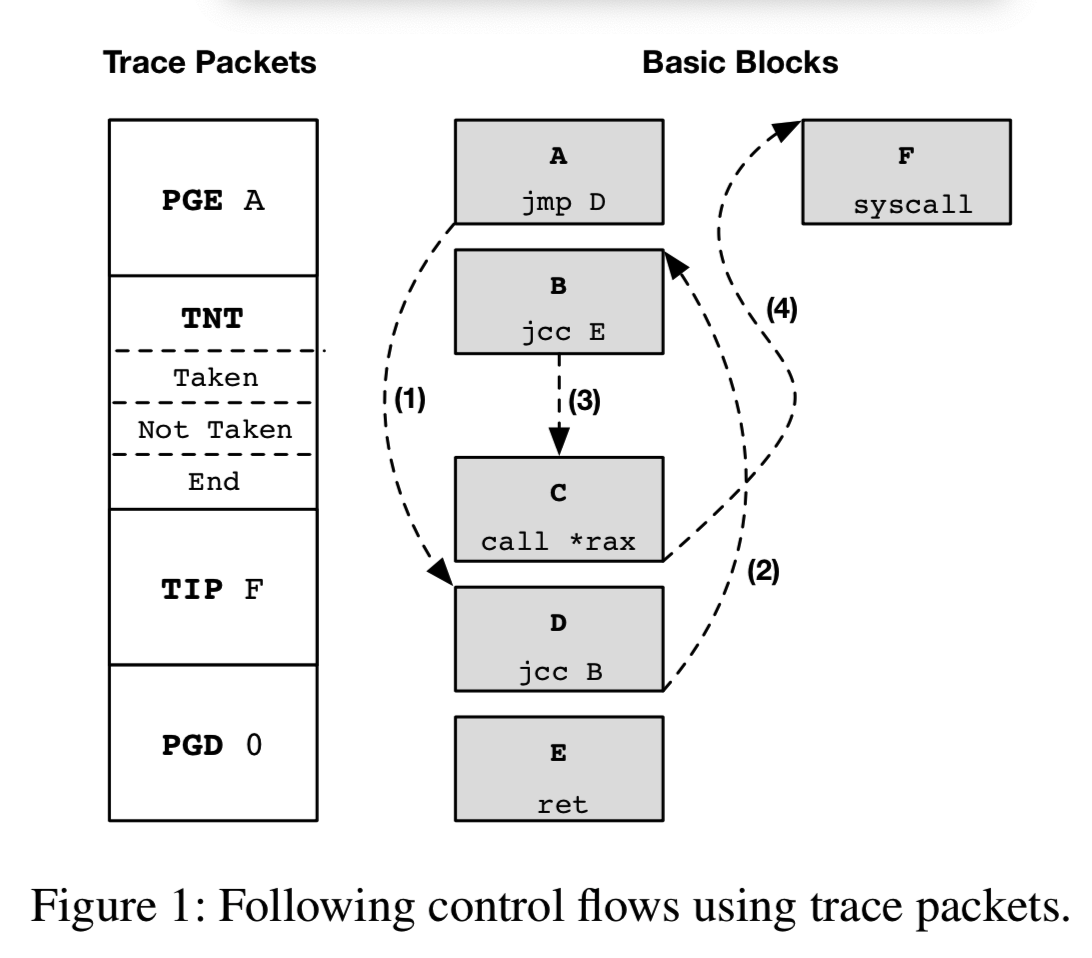 Trace Packets
PGE A
TNT
Taken
Not Taken
End
TIP F
PGD 0
Basic Blocks
A
jmp D
B
jcc E
C
call *rax
D
jcc B
E
ret
F
syscall
(1)
(2)
(3)
(4)
Figure 1: Following control flows using trace packets.